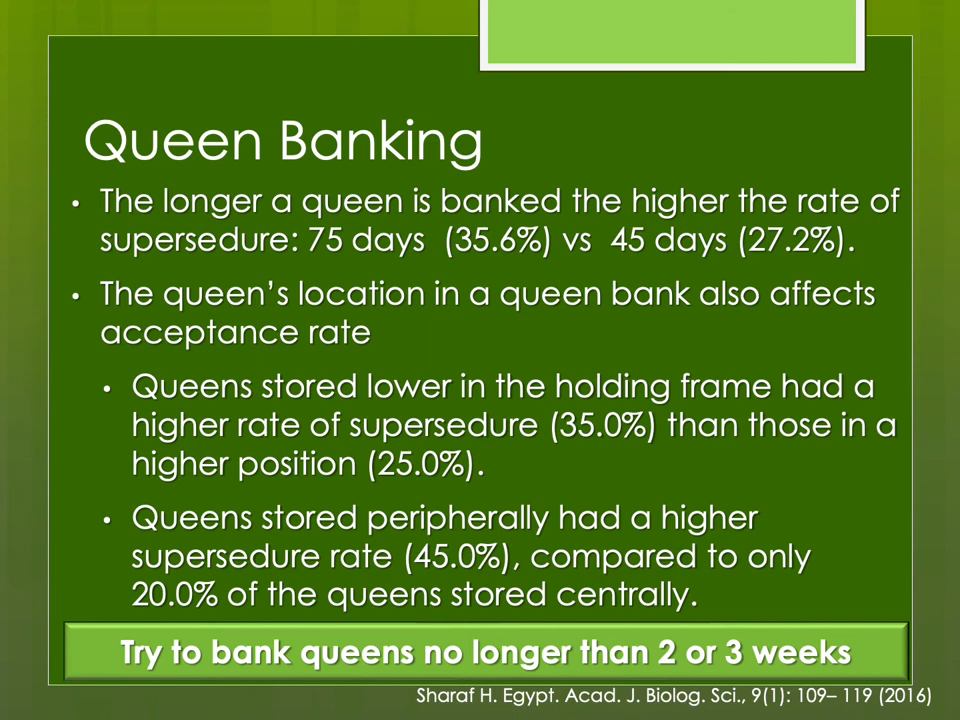 Queen Banking
• The longer a queen is banked the higher the rate of
supersedure: 75 days  (35.6%) vs  45 days (27.2%).
• The queen’s location in a queen bank also affects
acceptance rate
• Queens stored lower in the holding frame had a
higher rate of supersedure (35.0%) than those in a
higher position (25.0%).
• Queens stored peripherally had a higher
supersedure rate (45.0%), compared to only
20.0% of the queens stored centrally.
Try to bank queens no longer than 2 or 3 weeks
Sharaf H. Egypt. Acad. J. Biolog. Sci., 9(1): 109– 119 (2016)